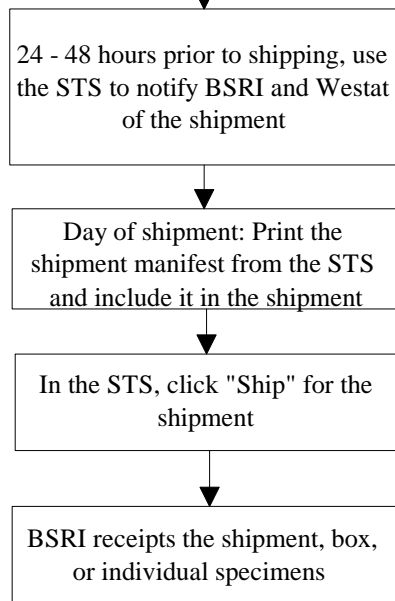 24 - 48 hours prior to shipping, use
the STS to notify BSRI and Westat
of the shipment
Day of shipment: Print the
shipment manifest from the STS
and include it in the shipment
In the STS, click "Ship" for the
shipment
BSRI receipts the shipment, box,
or individual specimens